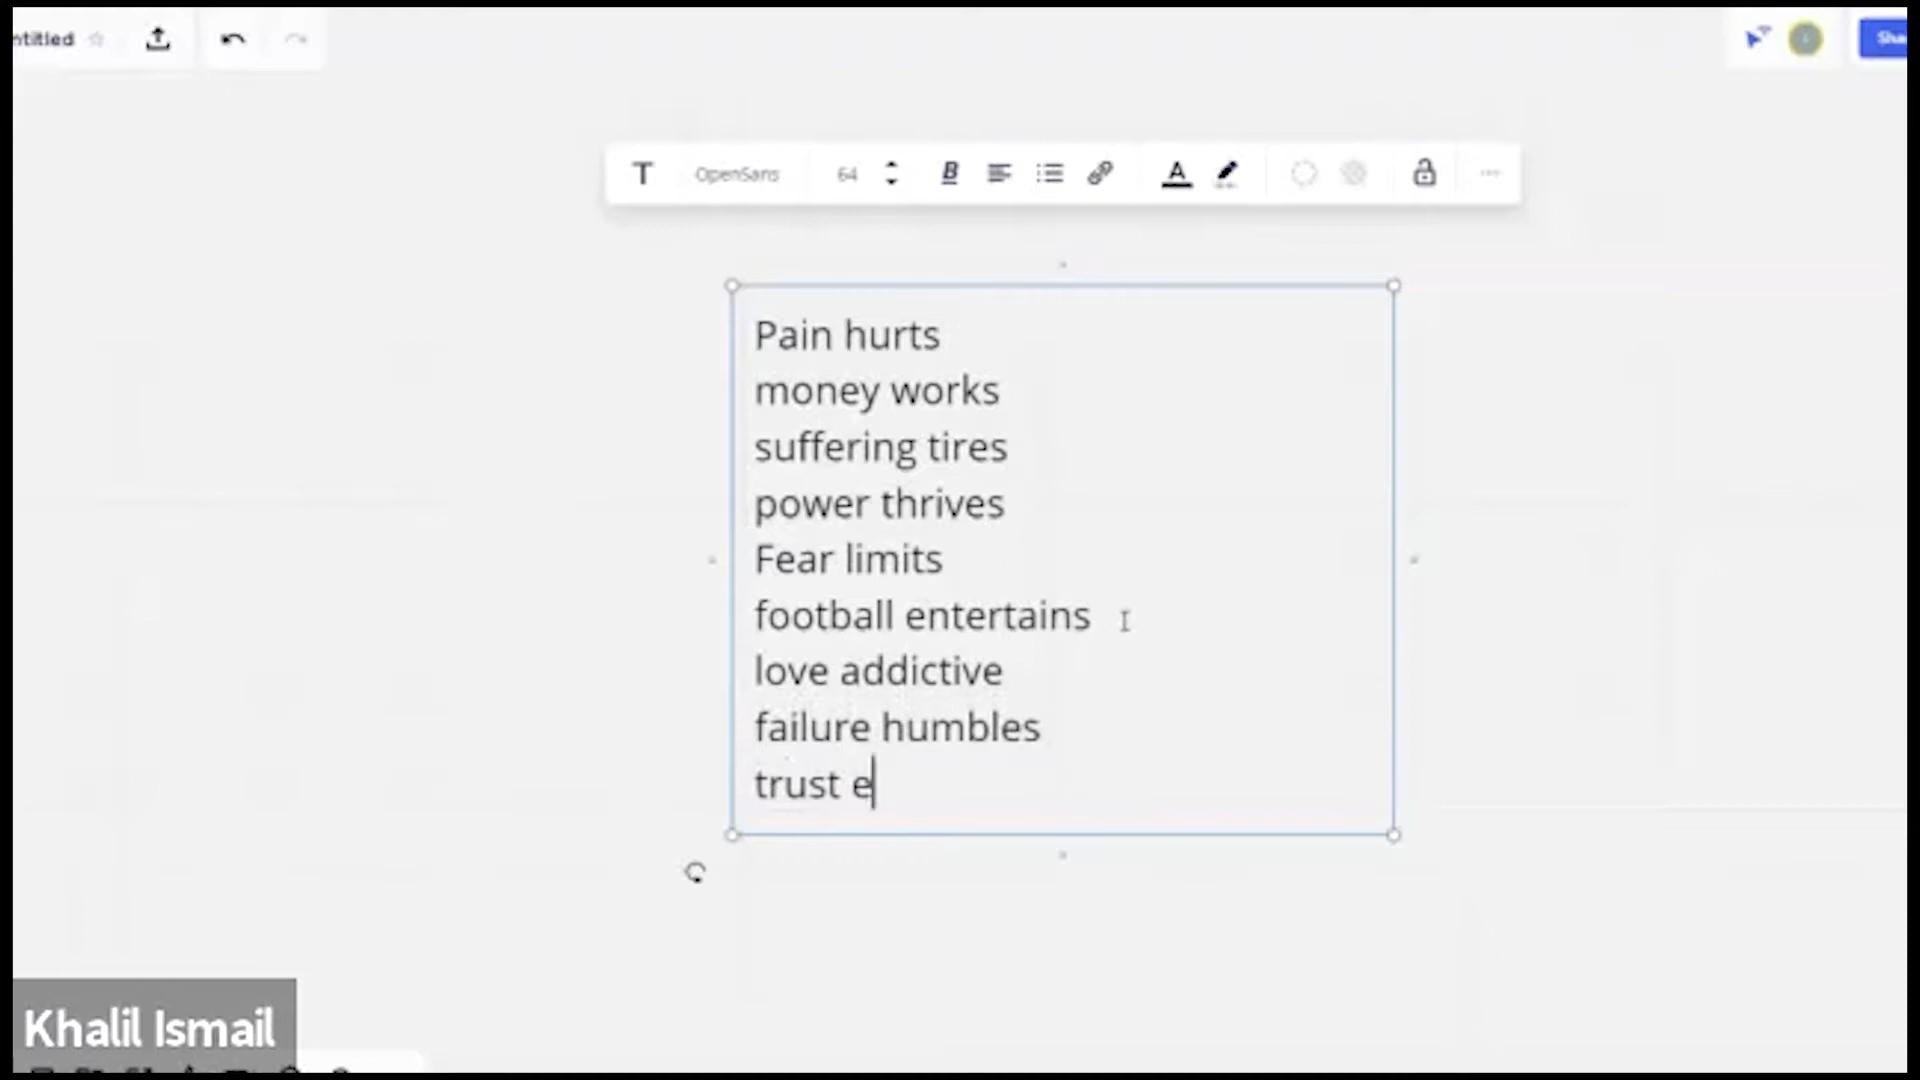 ntitled
Sha
T OpenSans 64 B A
Pain hurts
money works
suffering tires
power thrives
Fear limits
football entertains
love addictive
failure humbles
trust e
Khalil Ismail